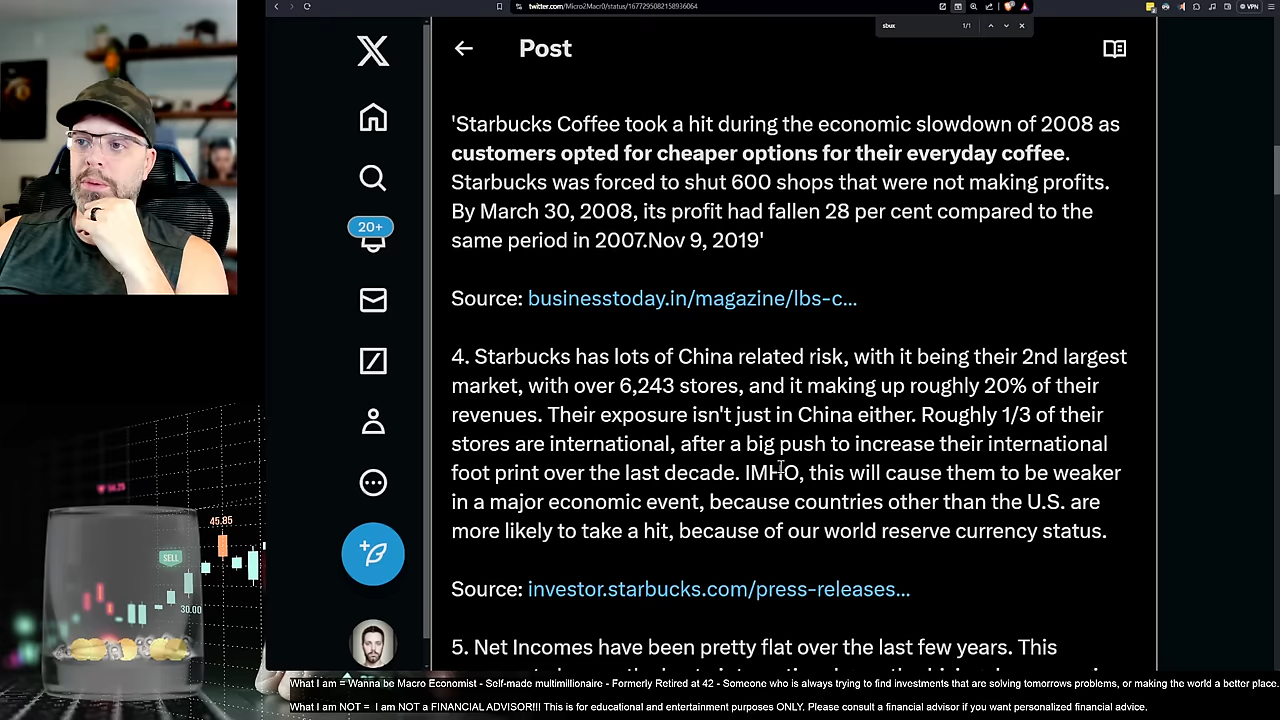 twitter.com/Micro2Macr0/status/1677295082158936064
VPN
sbux
1/1
Post
20+
'Starbucks Coffee took a hit during the economic slowdown of 2008 as
customers opted for cheaper options for their everyday coffee.
Starbucks was forced to shut 600 shops that were not making profits.
By March 30, 2008, its profit had fallen 28 per cent compared to the
same period in 2007.Nov 9, 2019'
Source: businesstoday.in/magazine/lbs-c...
4. Starbucks has lots of China related risk, with it being their 2nd largest
market, with over 6,243 stores, and it making up roughly 20% of their
revenues. Their exposure isn't just in China either. Roughly 1/3 of their
stores are international, after a big push to increase their international
foot print over the last decade. IMHO, this will cause them to be weaker
in a major economic event, because countries other than the U.S. are
more likely to take a hit, because of our world reserve currency status.
Source: investor.starbucks.com/press-releases...
5. Net Incomes have been pretty flat over the last few years. This
45.85
SELL
30.00
What I am = Wanna be Macro Economist - Self-made multimillionaire - Formerly Retired at 42 - Someone who is always trying to find investments that are solving tomorrows problems, or making the world a better place.
What I am NOT = I am NOT a FINANCIAL ADVISOR!!! This is for educational and entertainment purposes ONLY. Please consult a financial advisor if you want personalized financial advice.